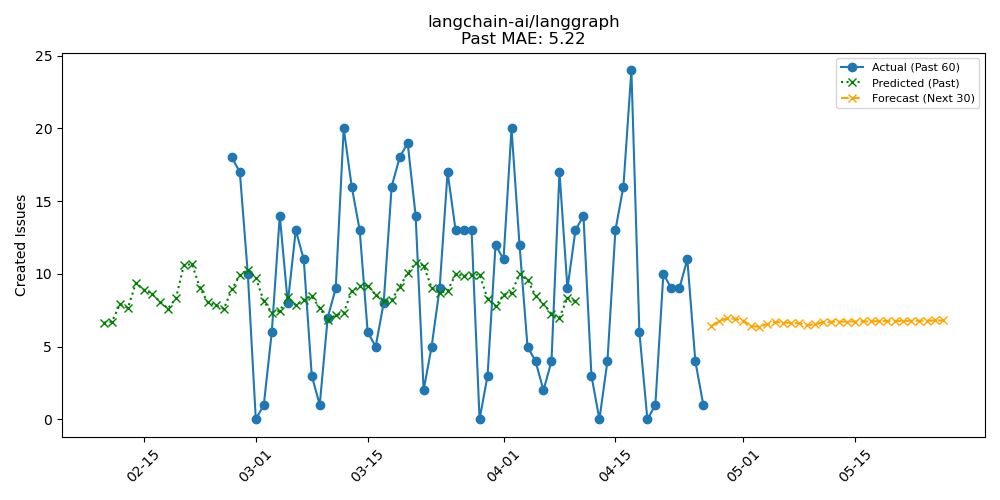 langchain-ai/langgraph
Past MAE: 5.22
Created Issues
25
20
15
10
5
0
02-15
03-01
03-15
04-01
04-15
05-01
05-15
Actual (Past 60)
Predicted (Past)
Forecast (Next 30)